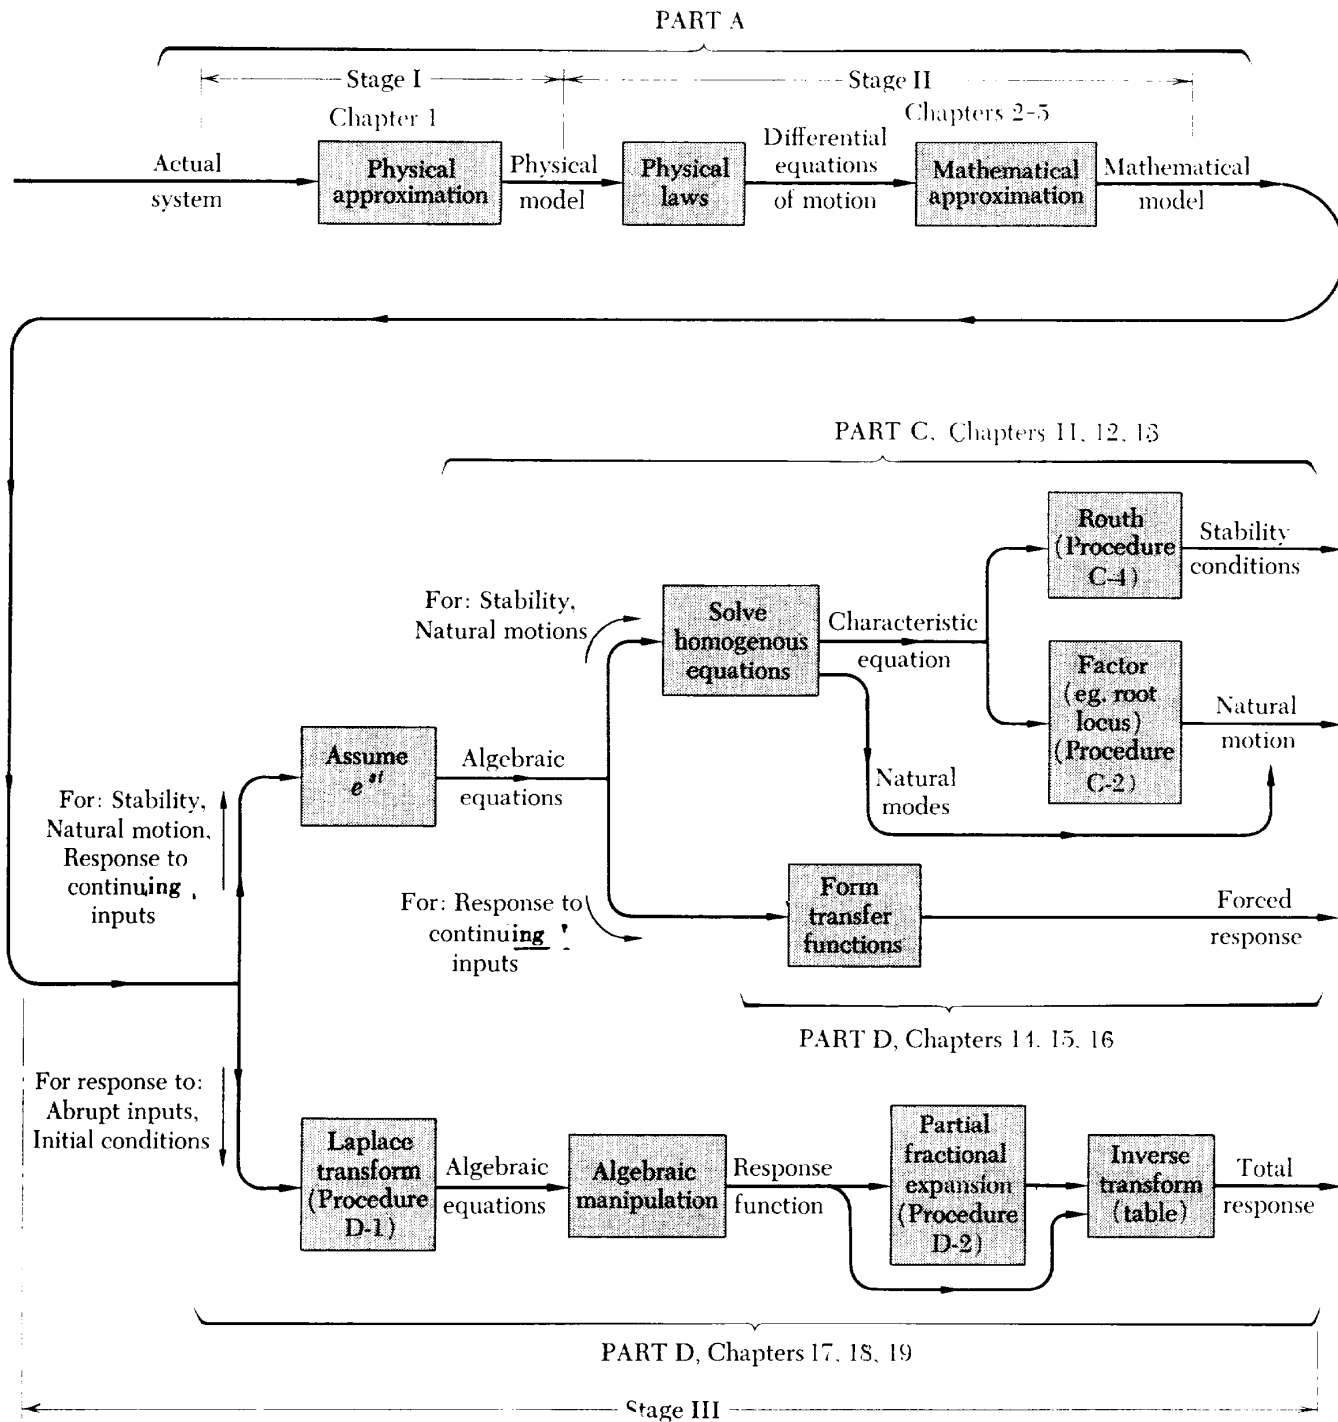 PART A
Stage I
Stage II
Chapter 1
Chapters 2-5
Actual
system
Physical
approximation
Physical
model
Physical
laws
Differential
equations
of motion
Mathematical
approximation
Mathematical
model
PART C, Chapters 11, 12, 13
Routh
(Procedure
C-4)
Stability
conditions
For: Stability,
Natural motions
Solve
homogenous
equations
Characteristic
equation
Factor
(eg. root
locus)
(Procedure
C-2)
Natural
motion
Assume
e^st
Algebraic
equations
Natural
modes
For: Stability,
Natural motion,
Response to
continuing
inputs
For: Response to
continuing
inputs
Form
transfer
functions
Forced
response
PART D, Chapters 14, 15, 16
For response to:
Abrupt inputs,
Initial conditions
Laplace
transform
(Procedure
D-1)
Algebraic
equations
Algebraic
manipulation
Response
function
Partial
fractional
expansion
(Procedure
D-2)
Inverse
transform
(table)
Total
response
PART D, Chapters 17, 18, 19
Stage III